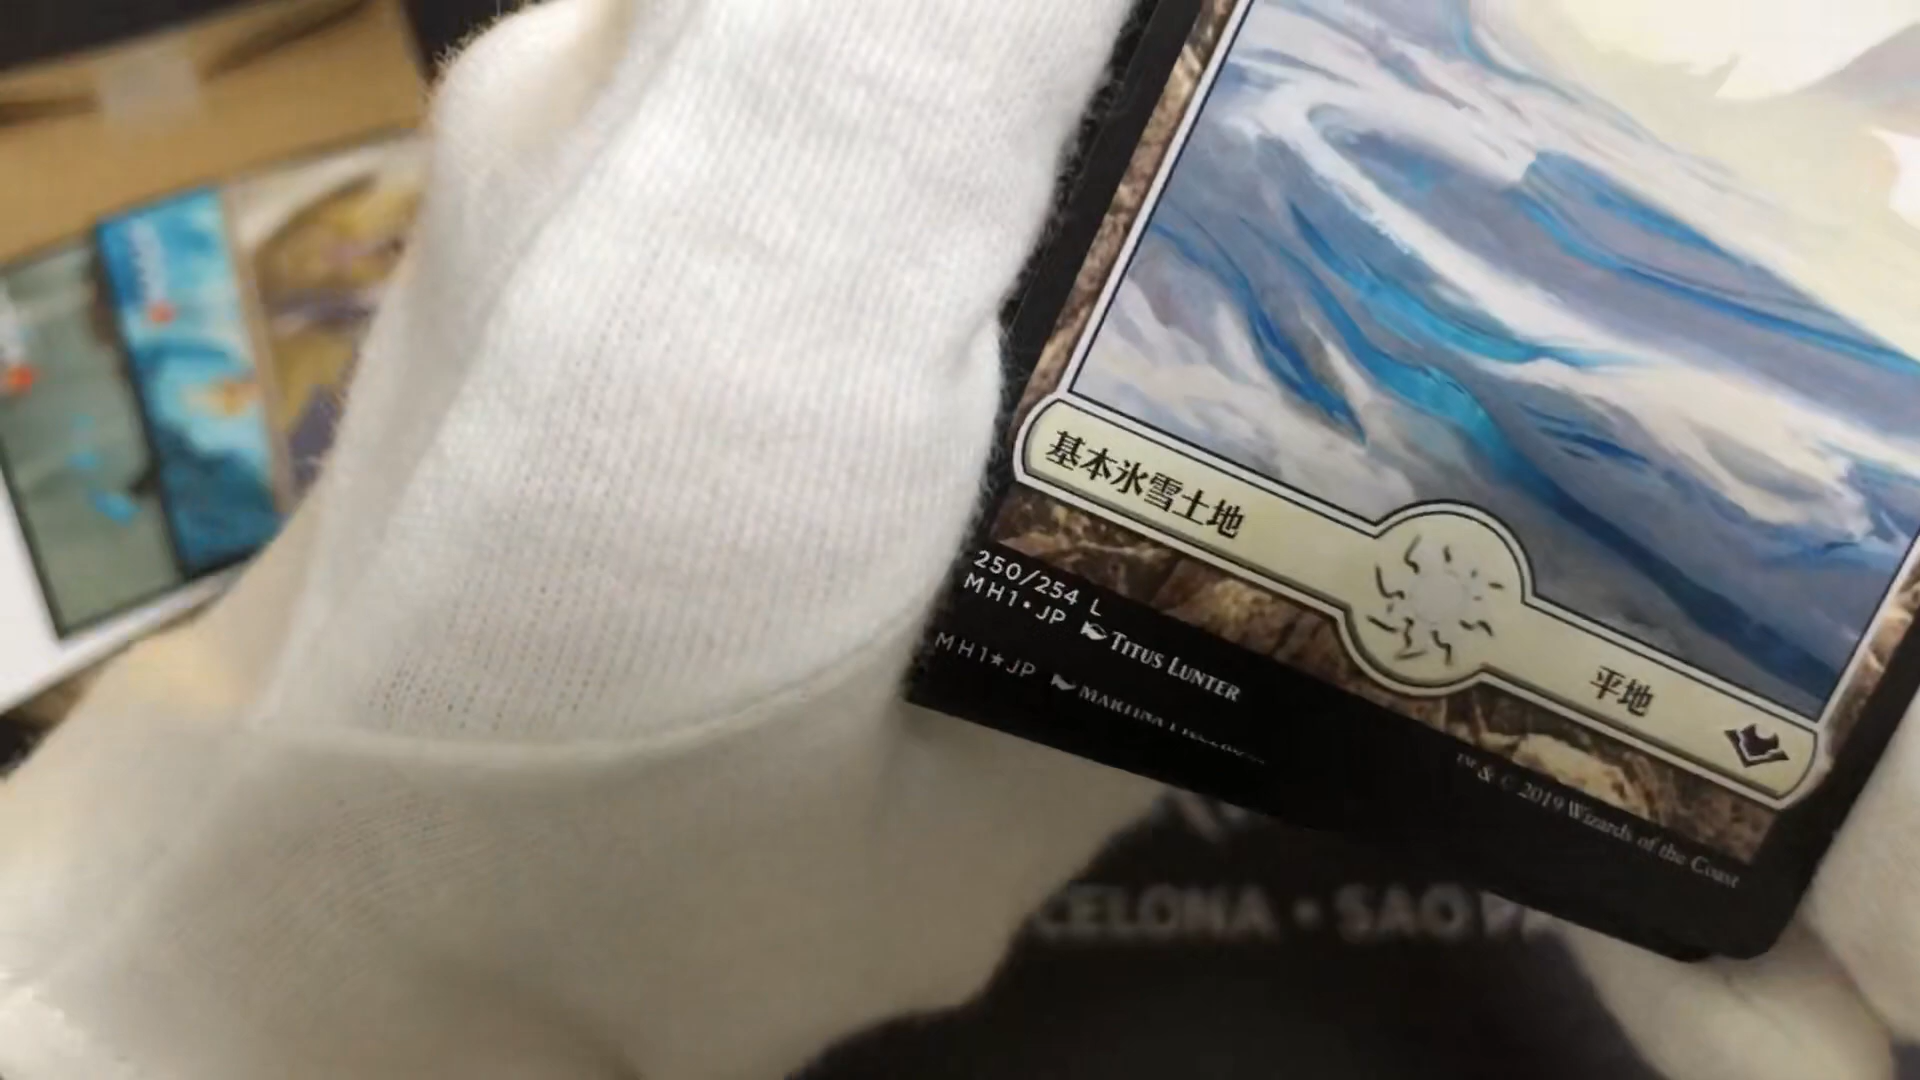 基本氷雪土地
平地
250/254 L
MH1•JP TITUS LUNTER
MH1★JP
™ & © 2019 Wizards of the Coast
CELONA • SAO